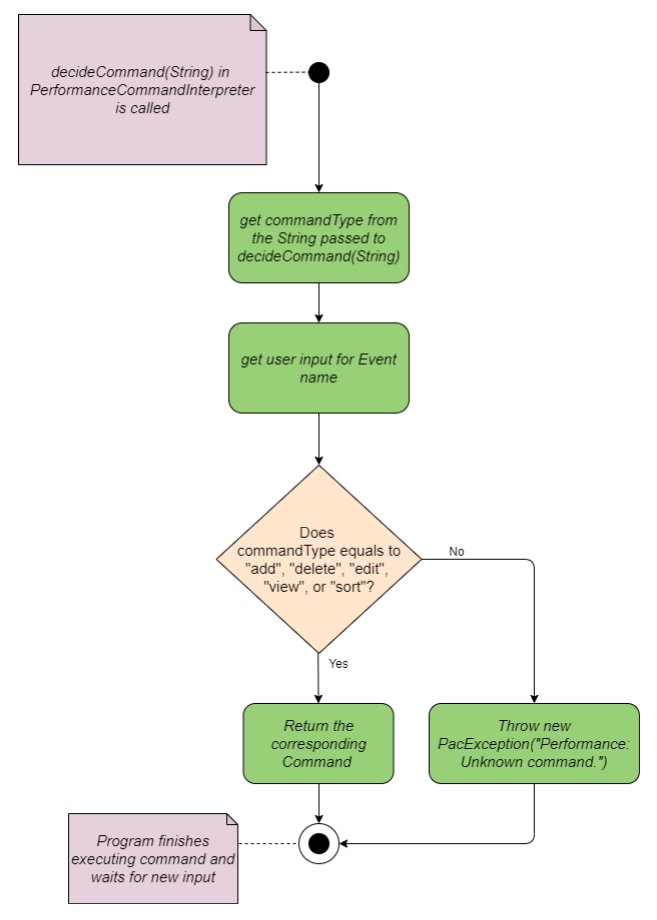 decideCommand(String) in
PerformanceCommandInterpreter
is called
get commandType from
the String passed to
decideCommand(String)
get user input for Event
name
Does
commandType equals to
"add", "delete", "edit",
"view", or "sort"?
No
Yes
Return the
corresponding
Command
Throw new
PacException("Performance:
Unknown command.")
Program finishes
executing command and
waits for new input